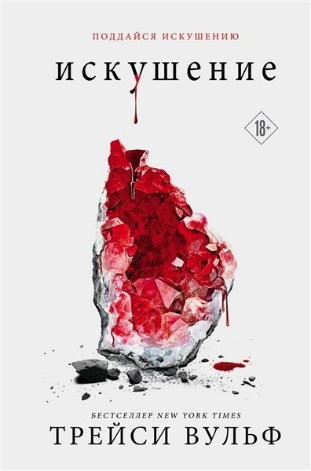 ПОДДАЙСЯ ИСКУШЕНИЮ
искушение
18+
БЕСТСЕЛЛЕР NEW YORK TIMES
ТРЕЙСИ ВУЛЬФ